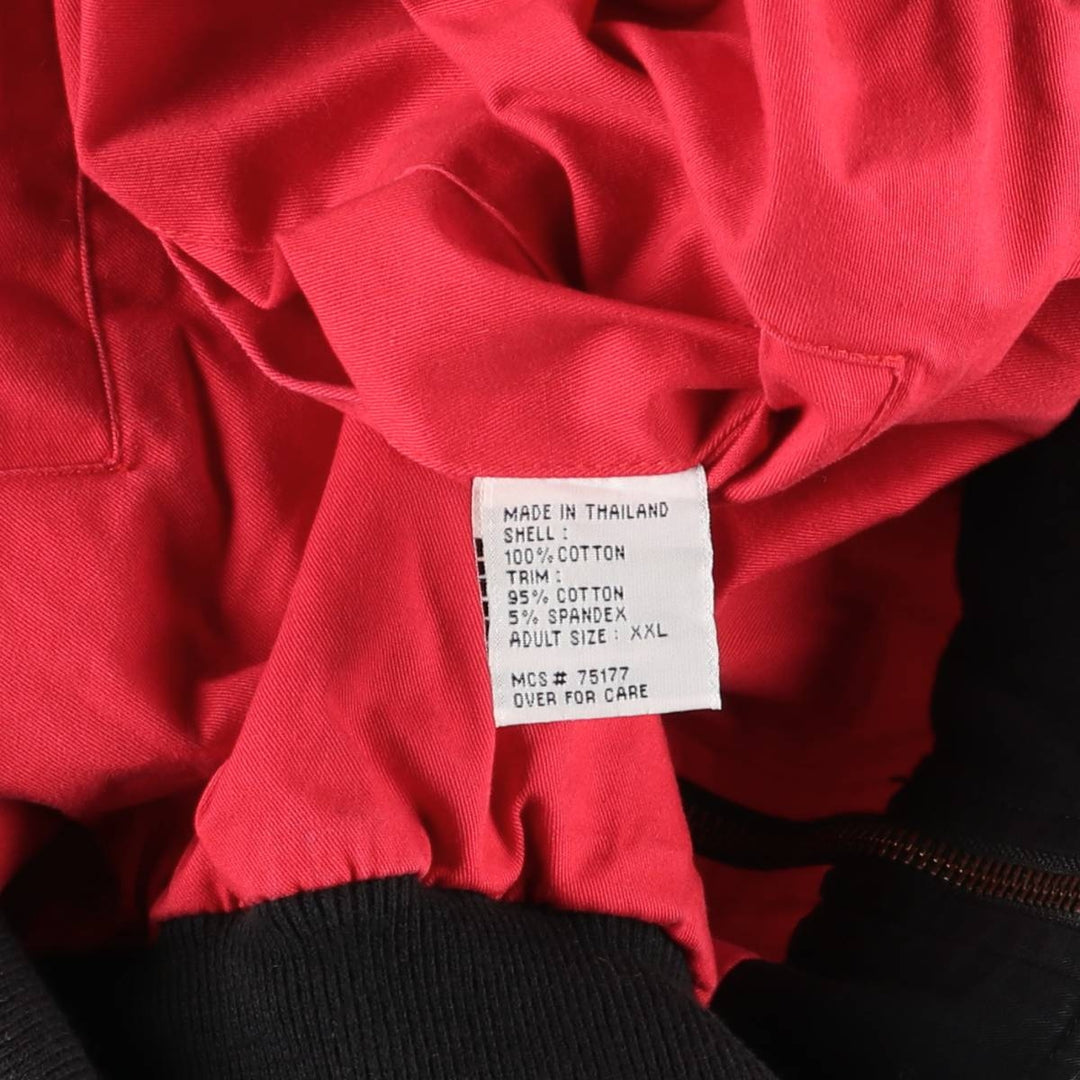 MADE IN THAILAND
SHELL :
100% COTTON
TRIM :
95% COTTON
5% SPANDEX
ADULT SIZE : XXL
MCS # 75177
OVER FOR CARE